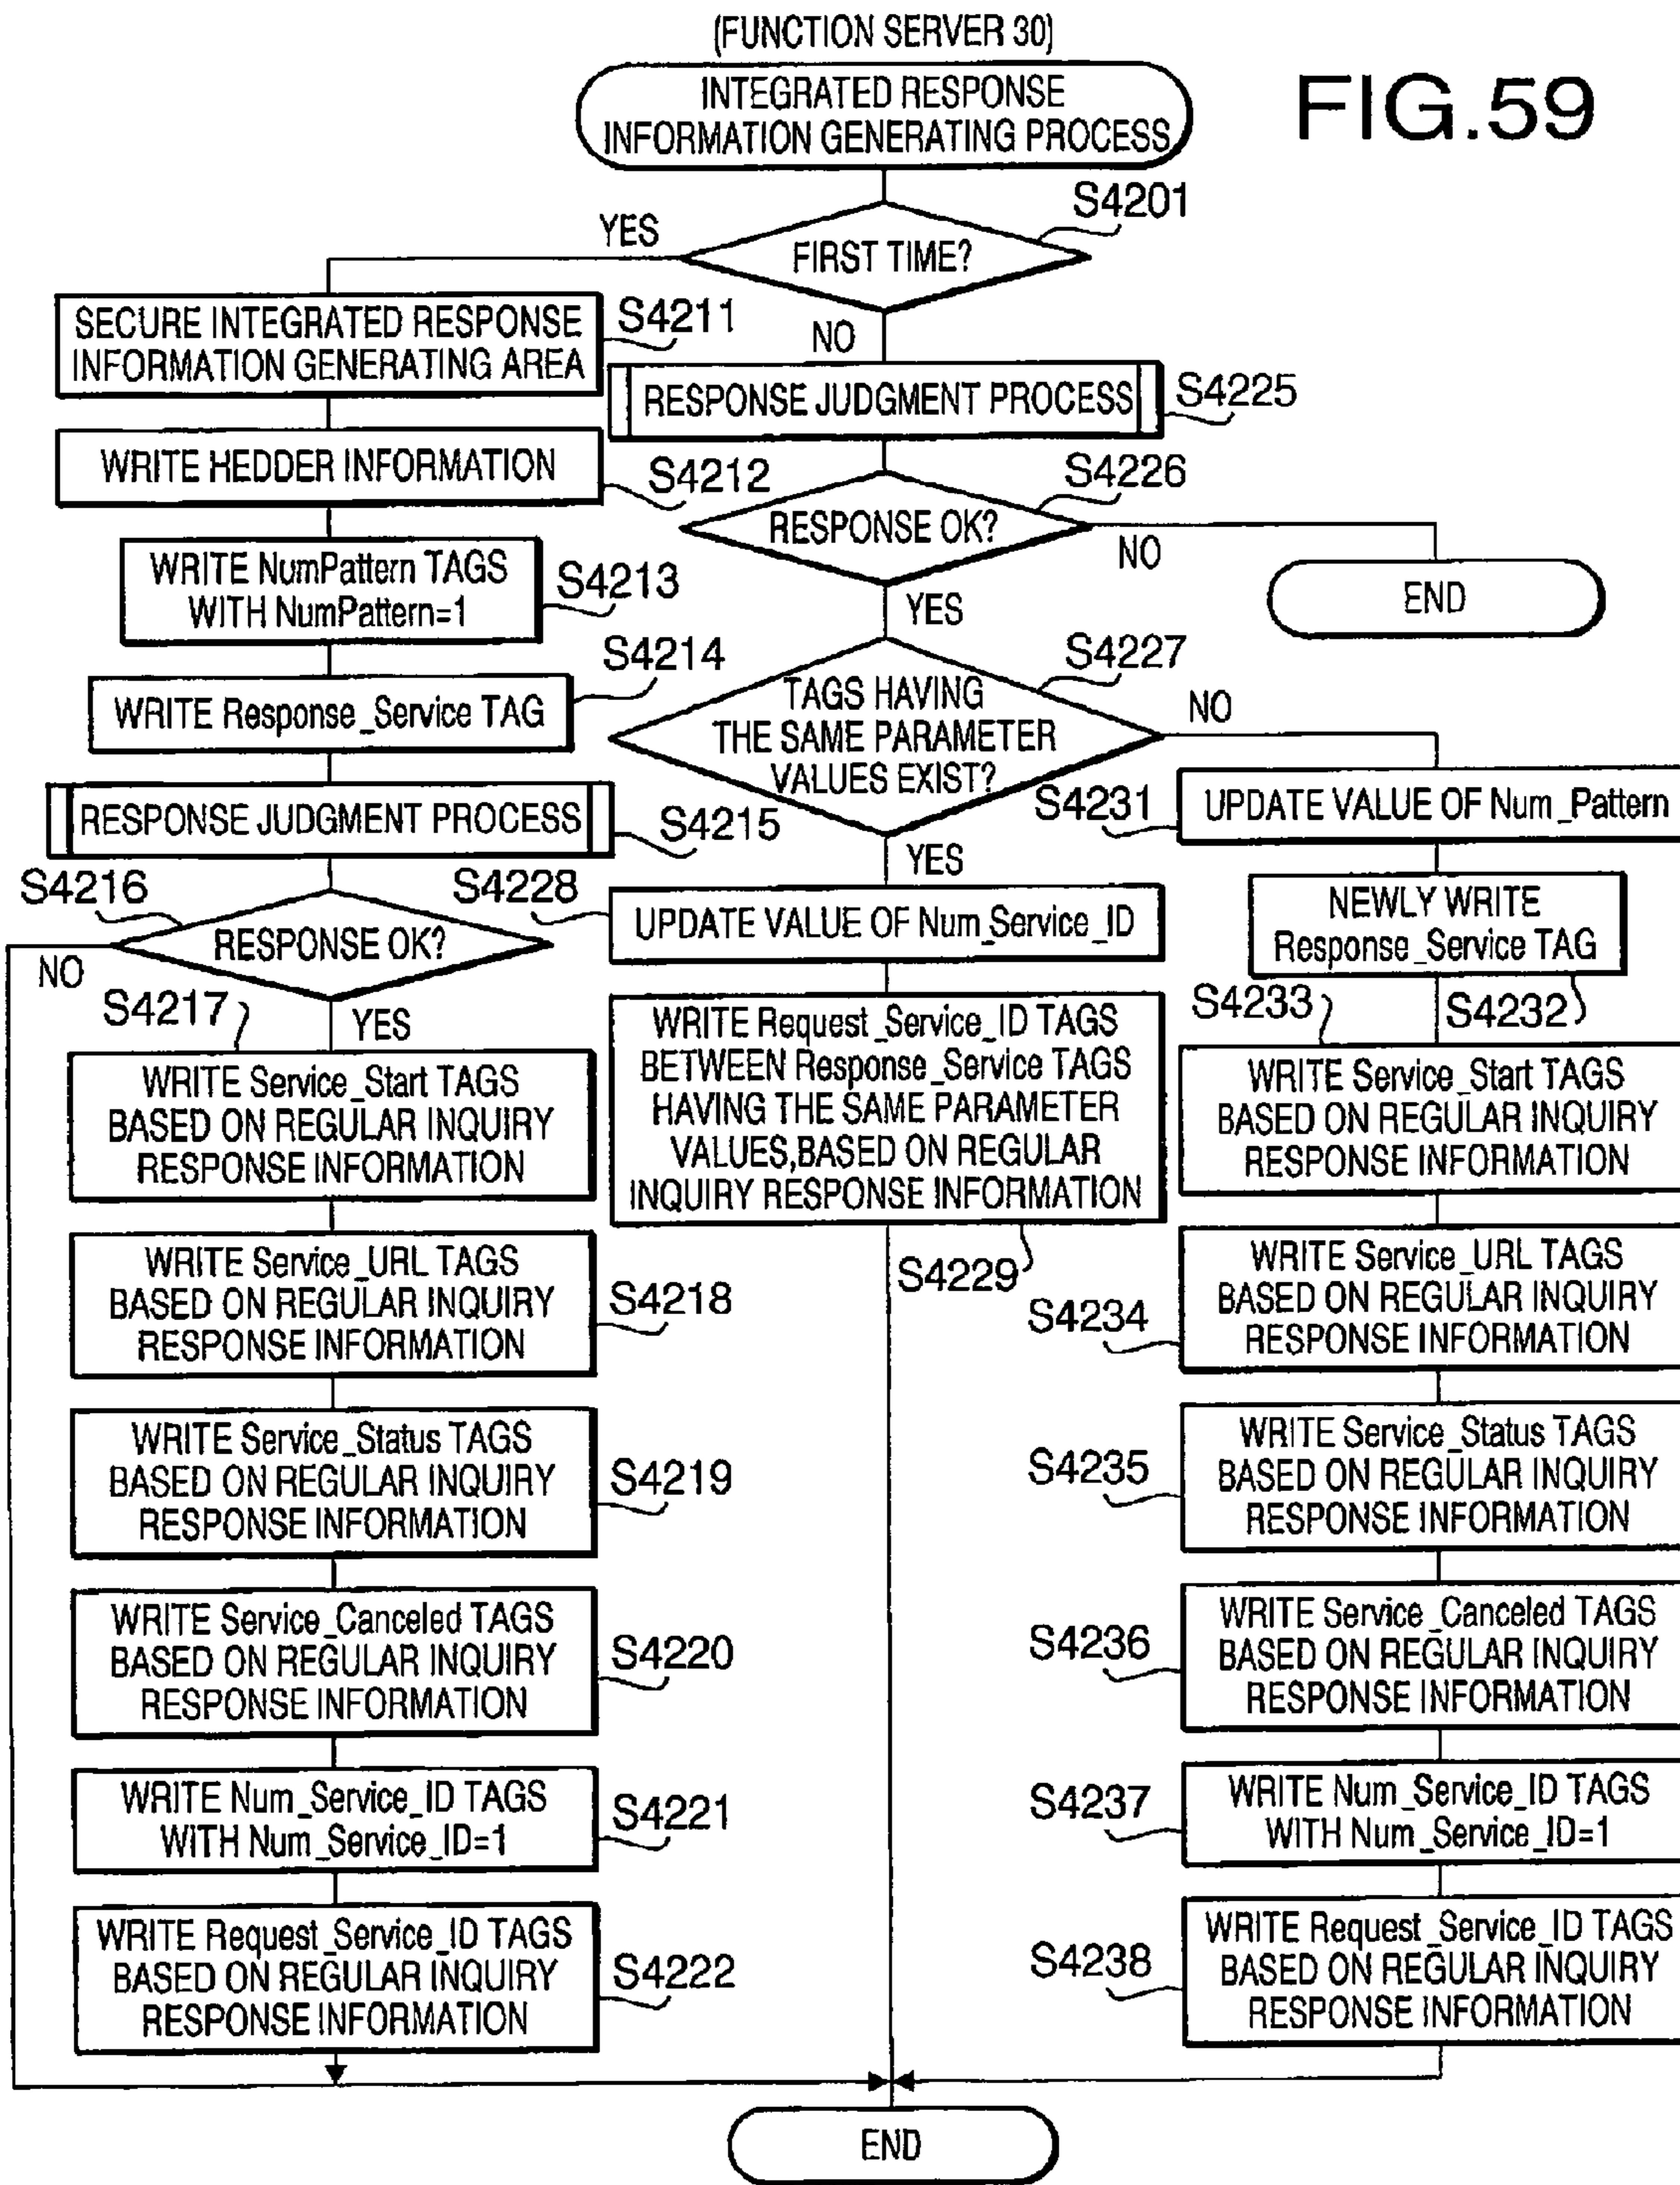 (FUNCTION SERVER 30)
INTEGRATED RESPONSE
INFORMATION GENERATING PROCESS
FIG.59
S4201
FIRST TIME?
YES
NO
SECURE INTEGRATED RESPONSE
INFORMATION GENERATING AREA
S4211
WRITE HEDDER INFORMATION
S4212
WRITE NumPattern TAGS
WITH NumPattern=1
S4213
WRITE Response_Service TAG
S4214
RESPONSE JUDGMENT PROCESS
S4215
S4216
RESPONSE OK?
NO
YES
S4217
WRITE Service_Start TAGS
BASED ON REGULAR INQUIRY
RESPONSE INFORMATION
WRITE Service_URL TAGS
BASED ON REGULAR INQUIRY
RESPONSE INFORMATION
S4218
WRITE Service_Status TAGS
BASED ON REGULAR INQUIRY
RESPONSE INFORMATION
S4219
WRITE Service_Canceled TAGS
BASED ON REGULAR INQUIRY
RESPONSE INFORMATION
S4220
WRITE Num_Service_ID TAGS
WITH Num_Service_ID=1
S4221
WRITE Request_Service_ID TAGS
BASED ON REGULAR INQUIRY
RESPONSE INFORMATION
S4222
RESPONSE JUDGMENT PROCESS
S4225
S4226
RESPONSE OK?
NO
END
YES
S4227
TAGS HAVING
THE SAME PARAMETER
VALUES EXIST?
NO
YES
S4228
UPDATE VALUE OF Num_Service_ID
WRITE Request_Service_ID TAGS
BETWEEN Response_Service TAGS
HAVING THE SAME PARAMETER
VALUES,BASED ON REGULAR
INQUIRY RESPONSE INFORMATION
S4229
S4231
UPDATE VALUE OF Num_Pattern
NEWLY WRITE
Response_Service TAG
S4232
S4233
WRITE Service_Start TAGS
BASED ON REGULAR INQUIRY
RESPONSE INFORMATION
S4234
WRITE Service_URL TAGS
BASED ON REGULAR INQUIRY
RESPONSE INFORMATION
S4235
WRITE Service_Status TAGS
BASED ON REGULAR INQUIRY
RESPONSE INFORMATION
S4236
WRITE Service_Canceled TAGS
BASED ON REGULAR INQUIRY
RESPONSE INFORMATION
S4237
WRITE Num_Service_ID TAGS
WITH Num_Service_ID=1
S4238
WRITE Request_Service_ID TAGS
BASED ON REGULAR INQUIRY
RESPONSE INFORMATION
END